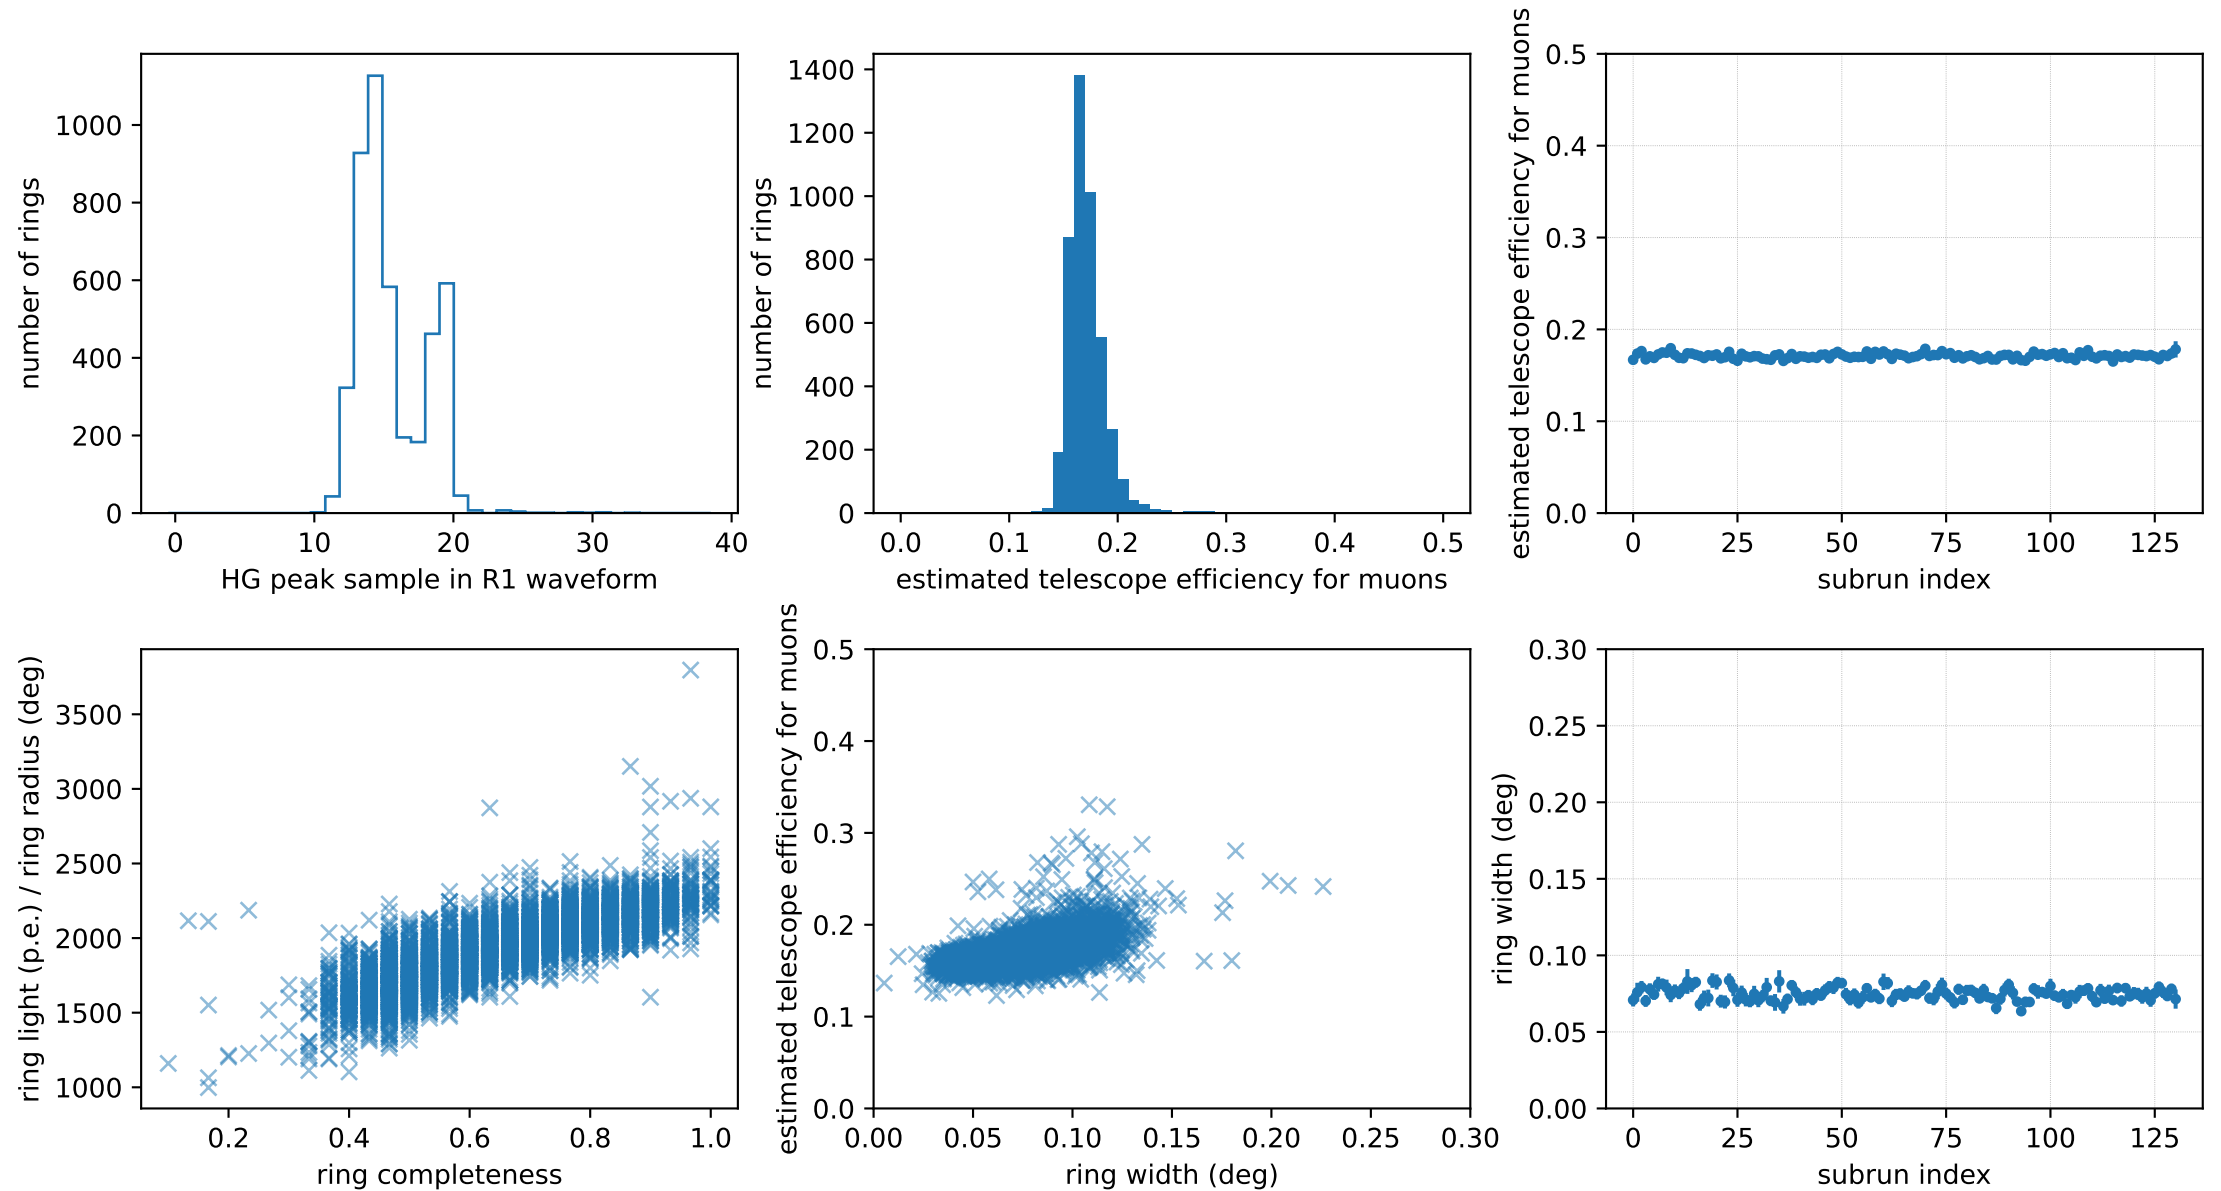 number of rings
1000
800
600
400
200
0
0 10 20 30 40
HG peak sample in R1 waveform
number of rings
1400
1200
1000
800
600
400
200
0
0.0 0.1 0.2 0.3 0.4 0.5
estimated telescope efficiency for muons
estimated telescope efficiency for muons
0.5
0.4
0.3
0.2
0.1
0.0
0 25 50 75 100 125
subrun index
ring light (p.e.) / ring radius (deg)
3500
3000
2500
2000
1500
1000
0.2 0.4 0.6 0.8 1.0
ring completeness
estimated telescope efficiency for muons
0.5
0.4
0.3
0.2
0.1
0.0
0.00 0.05 0.10 0.15 0.20 0.25 0.30
ring width (deg)
ring width (deg)
0.30
0.25
0.20
0.15
0.10
0.05
0.00
0 25 50 75 100 125
subrun index